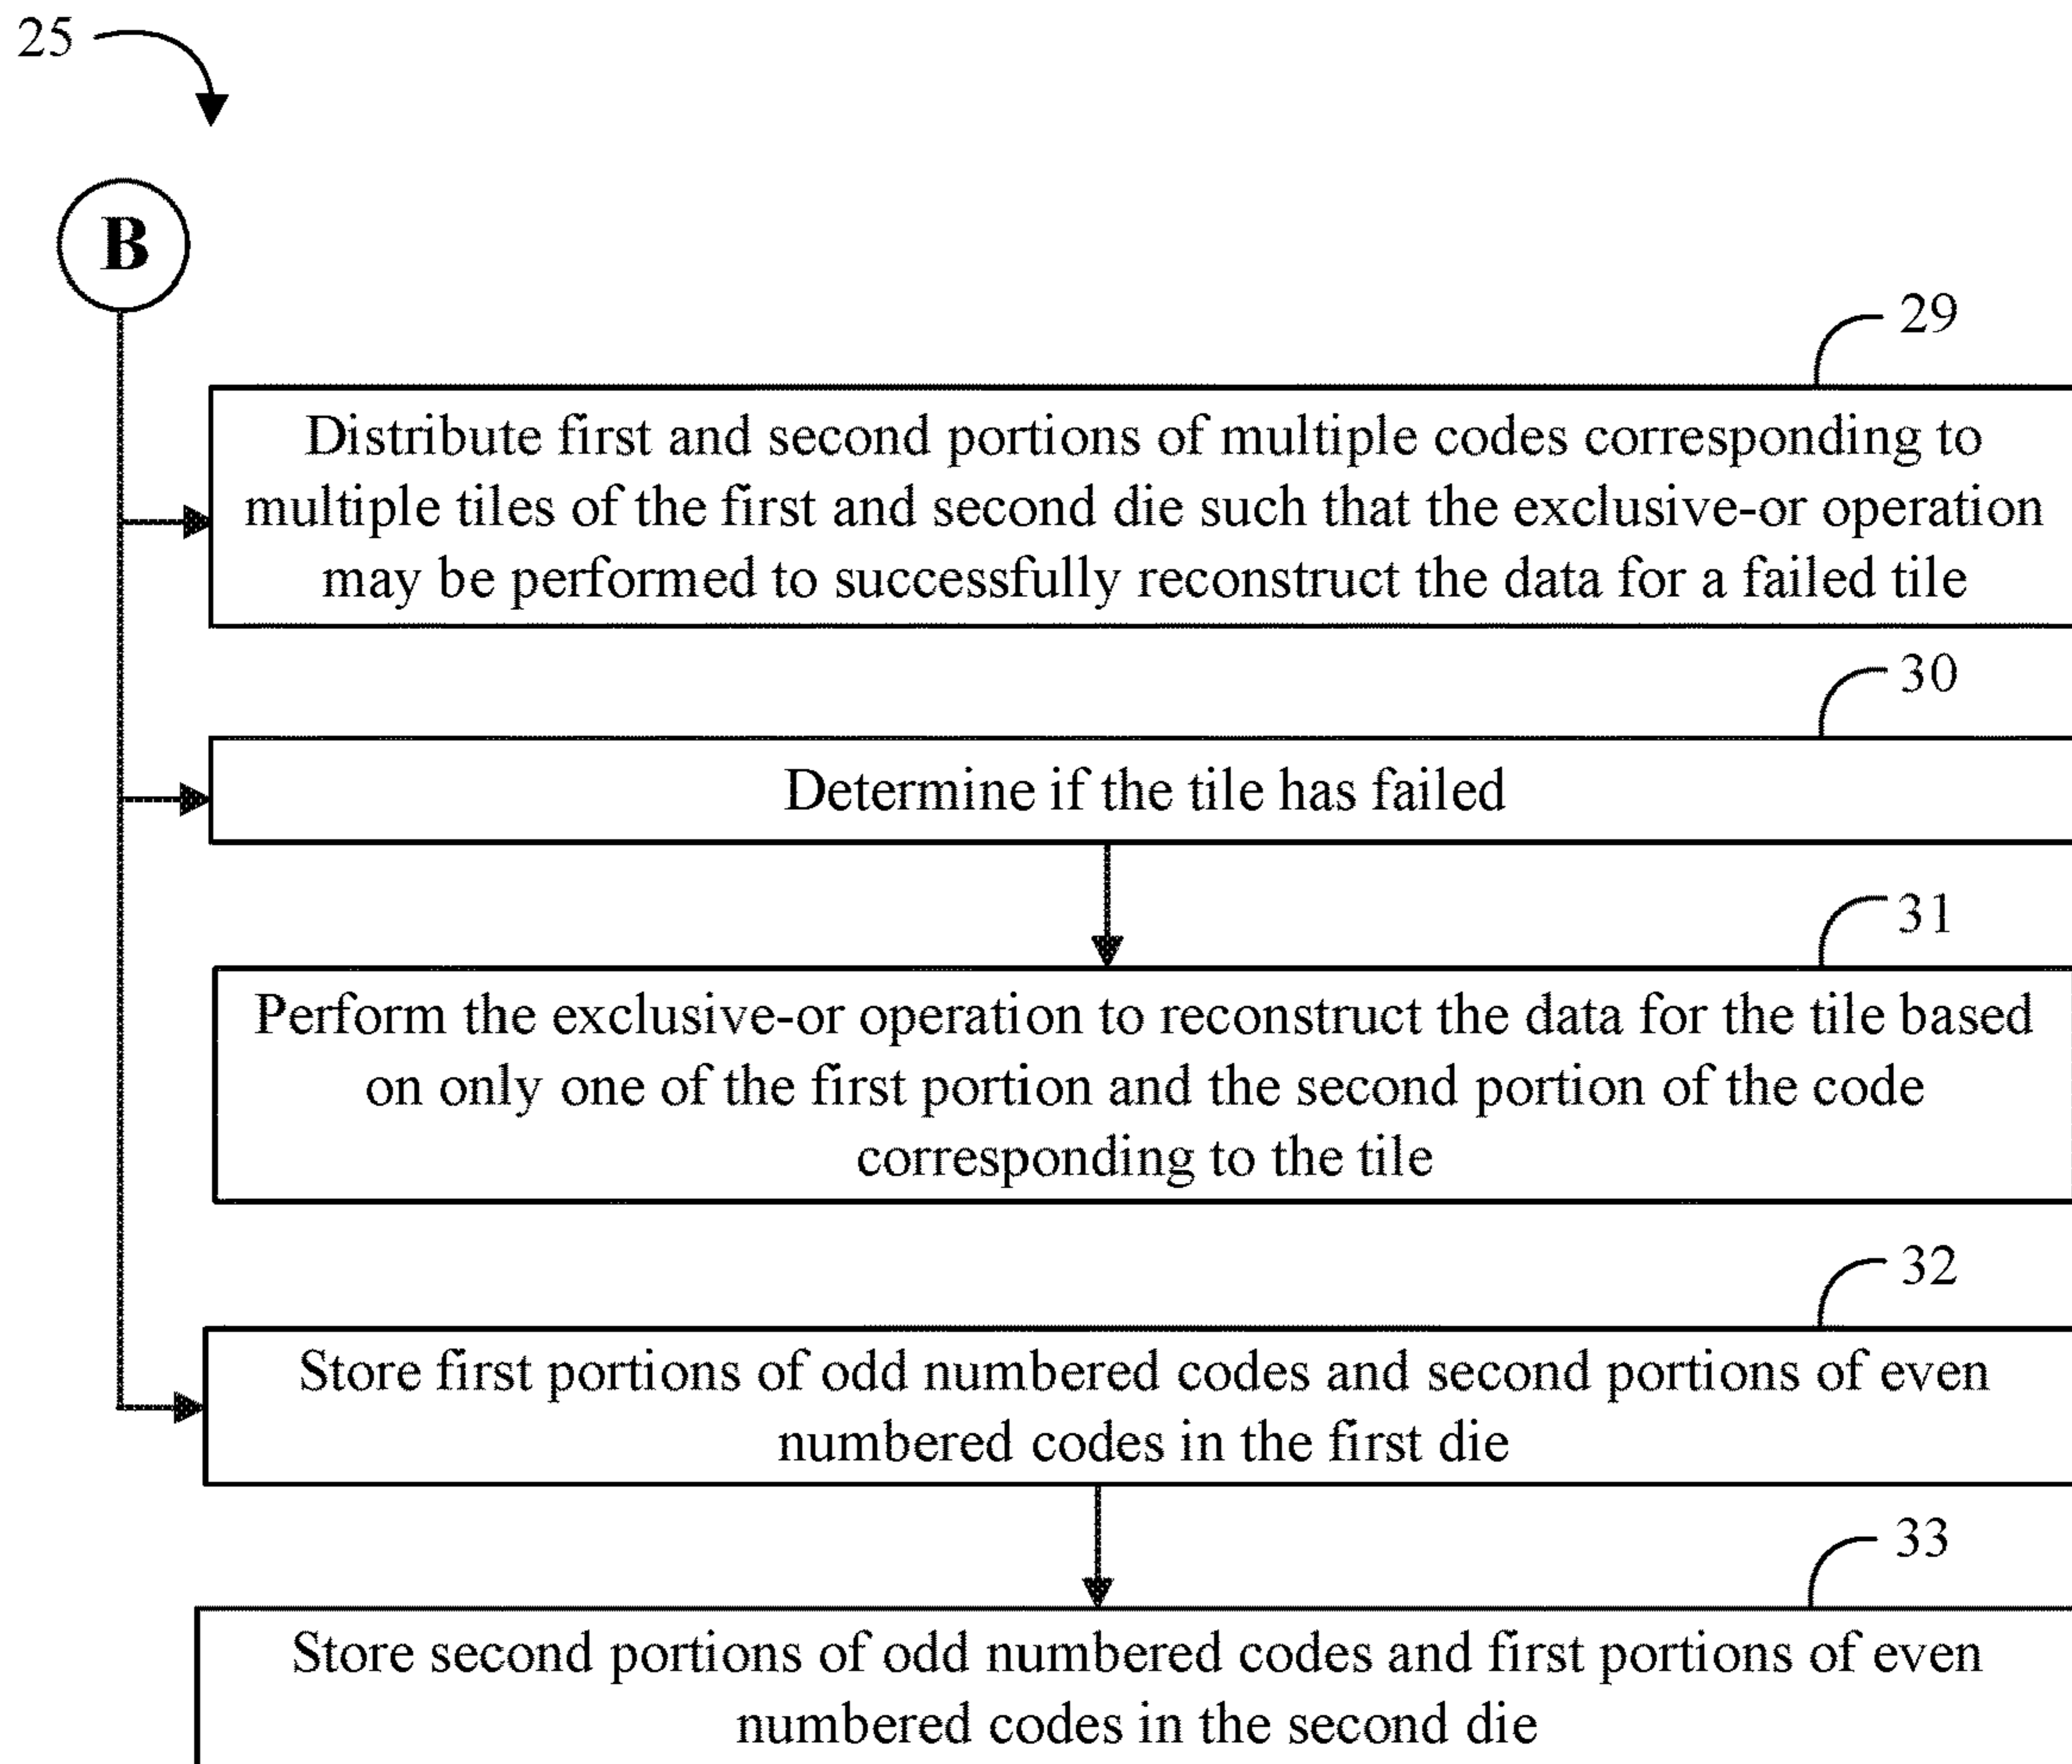 25
B
29
Distribute first and second portions of multiple codes corresponding to
multiple tiles of the first and second die such that the exclusive-or operation
may be performed to successfully reconstruct the data for a failed tile
30
Determine if the tile has failed
31
Perform the exclusive-or operation to reconstruct the data for the tile based
on only one of the first portion and the second portion of the code
corresponding to the tile
32
Store first portions of odd numbered codes and second portions of even
numbered codes in the first die
33
Store second portions of odd numbered codes and first portions of even
numbered codes in the second die